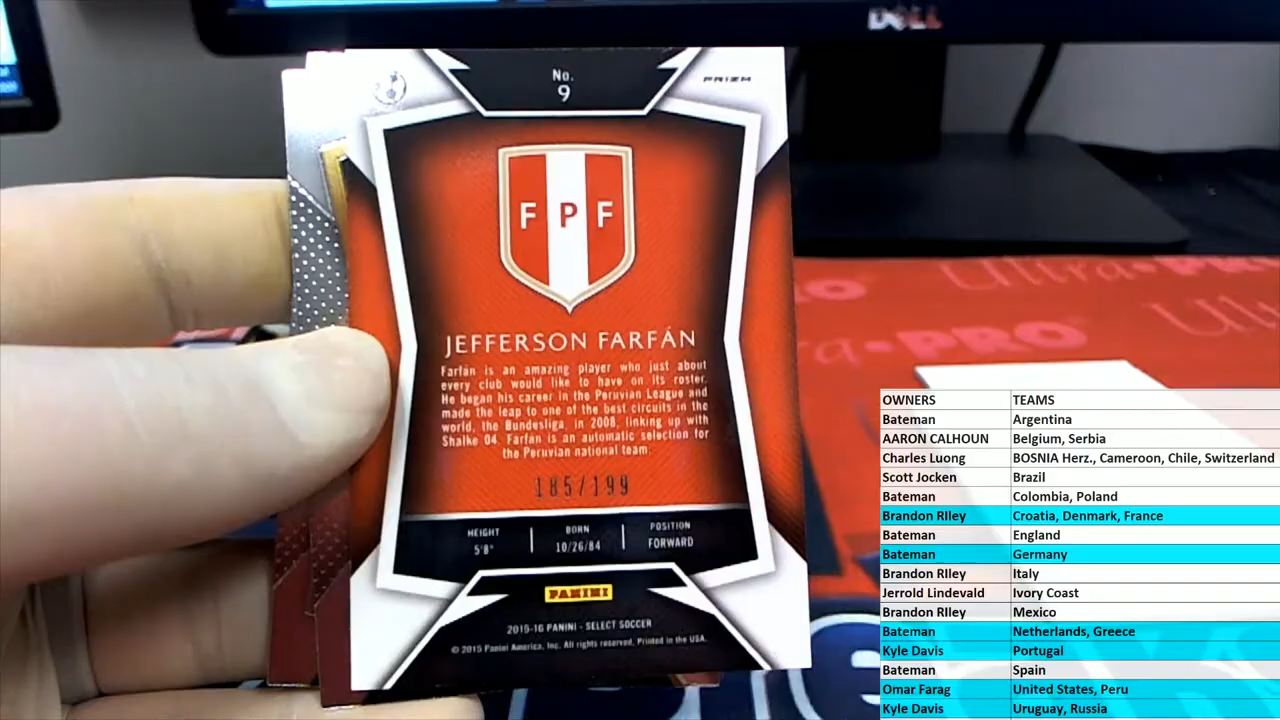 DELL
No.
9
PRIZM
F P F
JEFFERSON FARFÁN
Farfán is an amazing player who just about
every club would like to have on its roster.
He began his career in the Peruvian League and
made the leap to one of the best circuits in the
world, the Bundesliga, in 2008, linking up with
Shalke 04. Farfán is an automatic selection for
the Peruvian national team.
185/199
HEIGHT
5'8"
BORN
10/26/84
POSITION
FORWARD
PANINI
2015-16 PANINI - SELECT SOCCER
© 2015 Panini America, Inc. All rights reserved. Printed in the USA.
Ultra-PRO
OWNERS TEAMS
Bateman Argentina
AARON CALHOUN Belgium, Serbia
Charles Luong BOSNIA Herz., Cameroon, Chile, Switzerland
Scott Jocken Brazil
Bateman Colombia, Poland
Brandon RIley Croatia, Denmark, France
Bateman England
Bateman Germany
Brandon RIley Italy
Jerrold Lindevald Ivory Coast
Brandon RIley Mexico
Bateman Netherlands, Greece
Kyle Davis Portugal
Bateman Spain
Omar Farag United States, Peru
Kyle Davis Uruguay, Russia